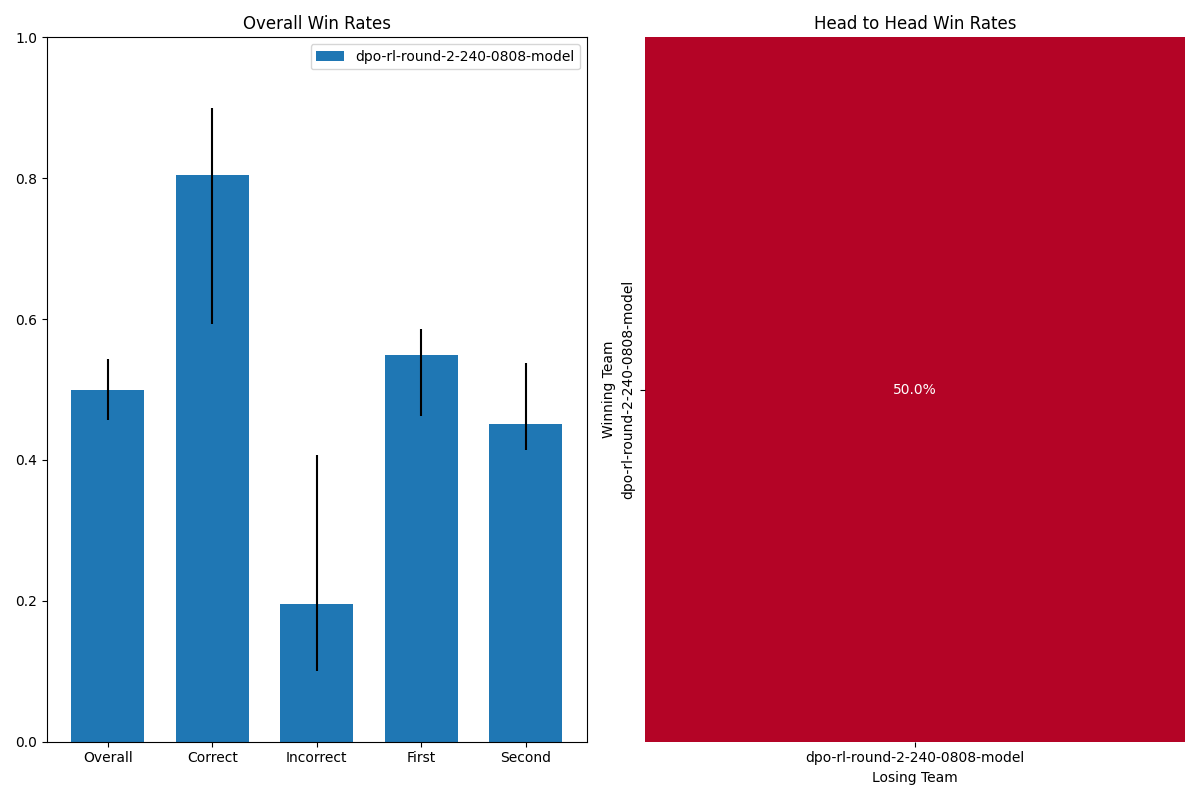 Overall Win Rates
dpo-rl-round-2-240-0808-model
1.0
0.8
0.6
0.4
0.2
0.0
Overall
Correct
Incorrect
First
Second
Head to Head Win Rates
Winning Team
dpo-rl-round-2-240-0808-model
50.0%
dpo-rl-round-2-240-0808-model
Losing Team